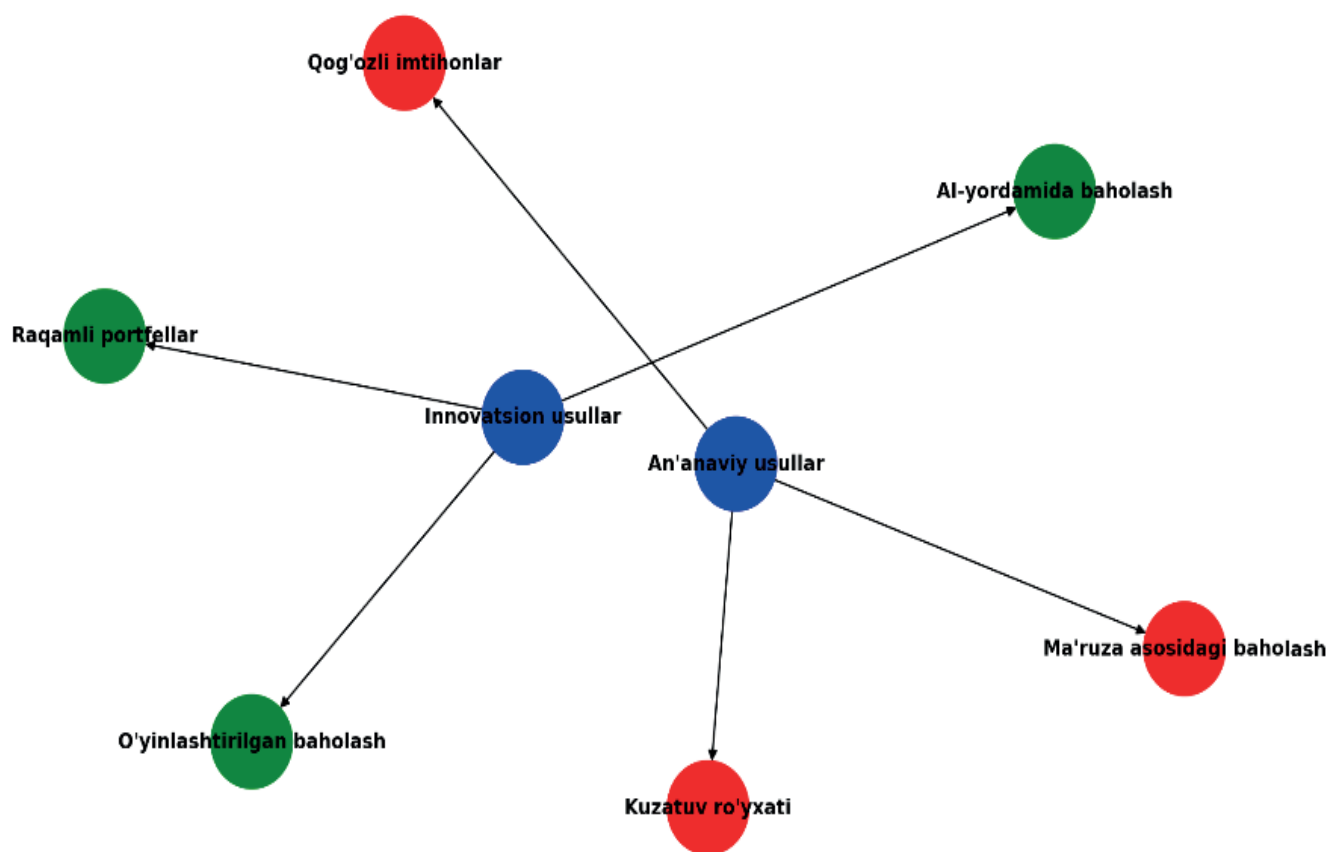 Qog'ozli imtihonlar
AI-yordamida baholash
Raqamli portfellar
Innovatsion usullar
An'anaviy usullar
Ma'ruza asosidagi baholash
O'yinlashtirilgan baholash
Kuzatuv ro'yxati